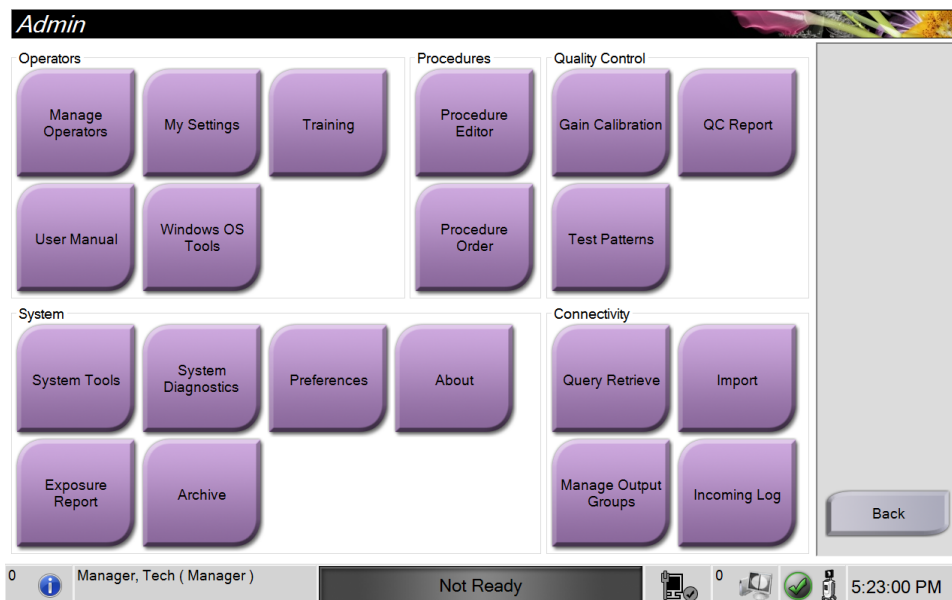 Admin
Operators
Manage
Operators
My Settings
Training
User Manual
Windows OS
Tools
Procedures
Procedure
Editor
Procedure
Order
Quality Control
Gain Calibration
QC Report
Test Patterns
System
System Tools
System
Diagnostics
Preferences
About
Exposure
Report
Archive
Connectivity
Query Retrieve
Import
Manage Output
Groups
Incoming Log
Back
0
Manager, Tech ( Manager )
Not Ready
0
5:23:00 PM